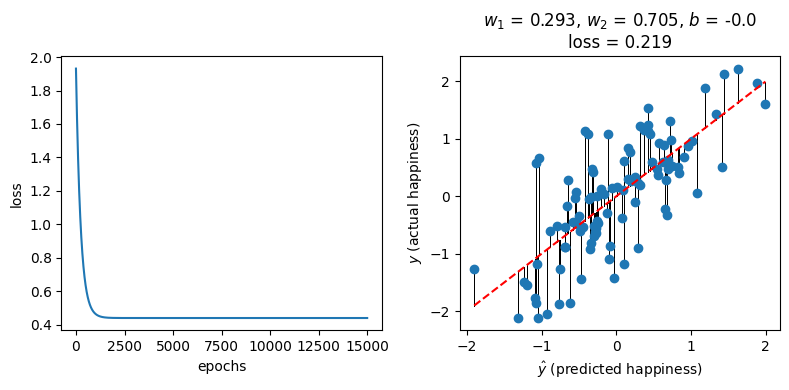 2.0
1.8
1.6
1.4
1.2
1.0
0.8
0.6
0.4
loss
0 2500 5000 7500 10000 12500 15000
epochs
w₁ = 0.293, w₂ = 0.705, b = -0.0
loss = 0.219
2
1
0
−1
−2
y (actual happiness)
−2 −1 0 1 2
ŷ (predicted happiness)